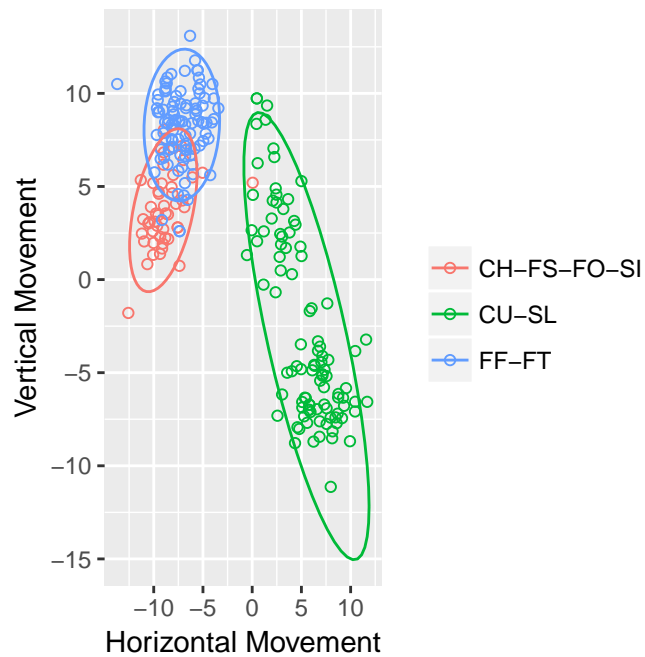 10
5
0
−5
−10
−15
Vertical Movement
−10 −5 0 5 10
Horizontal Movement
CH−FS−FO−SI
CU−SL
FF−FT